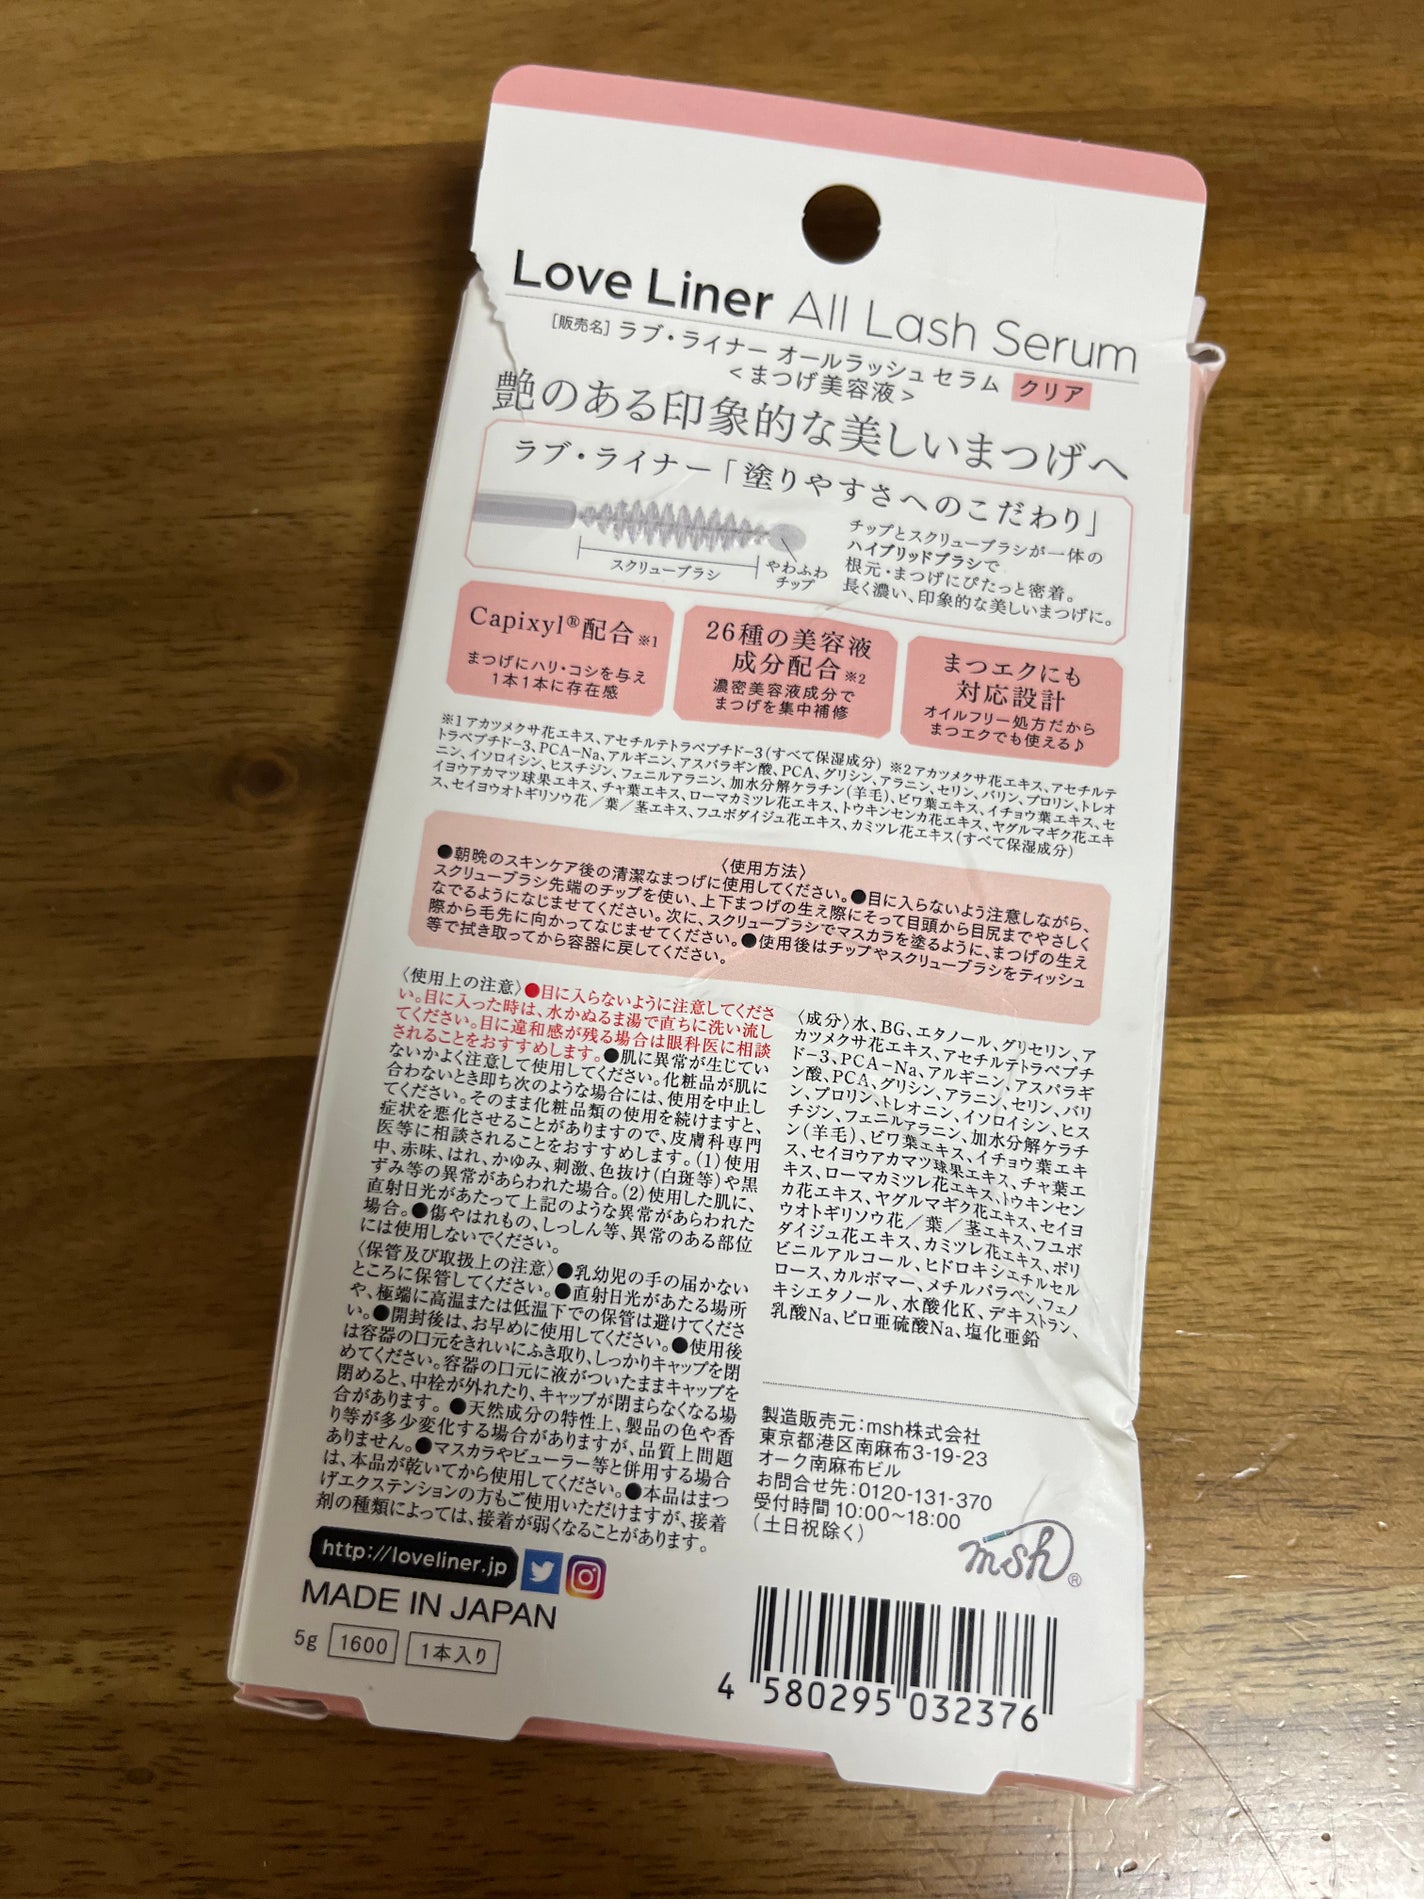 Love Liner All Lash Serum
[販売名] ラブ・ライナー オールラッシュ セラム クリア
<まつげ美容液>
艶のある印象的な美しいまつげへ
ラブ・ライナー「塗りやすさへのこだわり」
チップとスクリューブラシが一体の
ハイブリッドブラシで
根元・まつげにぴたっと密着。
長く濃い、印象的な美しいまつげに。
スクリューブラシ
やわふわ
チップ
Capixyl®配合※1
まつげにハリ・コシを与え
1本1本に存在感
26種の美容液
成分配合※2
濃密美容液成分で
まつげを集中補修
まつエクにも
対応設計
オイルフリー処方だから
まつエクでも使える♪
※1 アカツメクサ花エキス、アセチルテトラペプチド-3(すべて保湿成分) ※2アカツメクサ花エキス、アセチルテ
トラペプチド-3、PCA-Na、アルギニン、アスパラギン酸、PCA、グリシン、アラニン、セリン、バリン、プロリン、トレオ
ニン、イソロイシン、ヒスチジン、フェニルアラニン、加水分解ケラチン(羊毛)、ビワ葉エキス、イチョウ葉エキス、セ
イヨウアカマツ球果エキス、チャ葉エキス、ローマカミツレ花エキス、トウキンセンカ花エキス、ヤグルマギク花エキ
ス、セイヨウオトギリソウ花／葉／茎エキス、フユボダイジュ花エキス、カミツレ花エキス(すべて保湿成分)
〈使用方法〉
●朝晩のスキンケア後の清潔なまつげに使用してください。●目に入らないよう注意しながら、
スクリューブラシ先端のチップを使い、上下まつげの生え際にそって目頭から目尻までやさしく
なでるようになじませてください。次に、スクリューブラシでマスカラを塗るように、まつげの生え
際から毛先に向かってなじませてください。●使用後はチップやスクリューブラシをティッシュ
等で拭き取ってから容器に戻してください。
〈使用上の注意〉●目に入らないように注意してくださ
い。目に入った時は、水かぬるま湯で直ちに洗い流し
てください。目に違和感が残る場合は眼科医に相談
されることをおすすめします。●肌に異常が生じてい
ないかよく注意して使用してください。化粧品が肌に
合わないとき即ち次のような場合には、使用を中止し
てください。そのまま化粧品類の使用を続けますと、
症状を悪化させることがありますので、皮膚科専門
医等に相談されることをおすすめします。(1)使用
中、赤味、はれ、かゆみ、刺激、色抜け(白斑等)や黒
ずみ等の異常があらわれた場合。(2)使用した肌に、
直射日光があたって上記のような異常があらわれた
場合。●傷やはれもの、しっしん等、異常のある部位
には使用しないでください。
〈保管及び取扱上の注意〉●乳幼児の手の届かない
ところに保管してください。●直射日光があたる場所
や、極端に高温または低温下での保管は避けてくださ
い。●開封後は、お早めに使用してください。●使用後
は容器の口元をきれいにふき取り、しっかりキャップを閉
めてください。容器の口元に液がついたままキャップを
閉めると、中栓が外れたり、キャップが閉まらなくなる場
合があります。●天然成分の特性上、製品の色や香
り等が多少変化する場合がありますが、品質上問題
ありません。●マスカラやビューラー等と併用する場合
は、本品が乾いてから使用してください。●本品はまつ
げエクステンションの方もご使用いただけますが、接着
剤の種類によっては、接着が弱くなることがあります。
〈成分〉水、BG、エタノール、グリセリン、ア
カツメクサ花エキス、アセチルテトラペプチ
ド-3、PCA-Na、アルギニン、アスパラギ
ン酸、PCA、グリシン、アラニン、セリン、バリ
ン、プロリン、トレオニン、イソロイシン、ヒス
チジン、フェニルアラニン、加水分解ケラチ
ン(羊毛)、ビワ葉エキス、イチョウ葉エキ
ス、セイヨウアカマツ球果エキス、チャ葉エ
キス、ローマカミツレ花エキス、トウキンセン
カ花エキス、ヤグルマギク花エキス、セイヨ
ウオトギリソウ花／葉／茎エキス、フユボ
ダイジュ花エキス、カミツレ花エキス、ポリ
ビニルアルコール、ヒドロキシエチルセル
ロース、カルボマー、メチルパラベン、フェノ
キシエタノール、水酸化K、デキストラン、
乳酸Na、ピロ亜硫酸Na、塩化亜鉛
製造販売元:msh株式会社
東京都港区南麻布3-19-23
オーク南麻布ビル
お問合せ先:0120-131-370
受付時間 10:00~18:00
(土日祝除く)
msh®
http://loveliner.jp
MADE IN JAPAN
5g 1600 1本入り
4 580295 032376